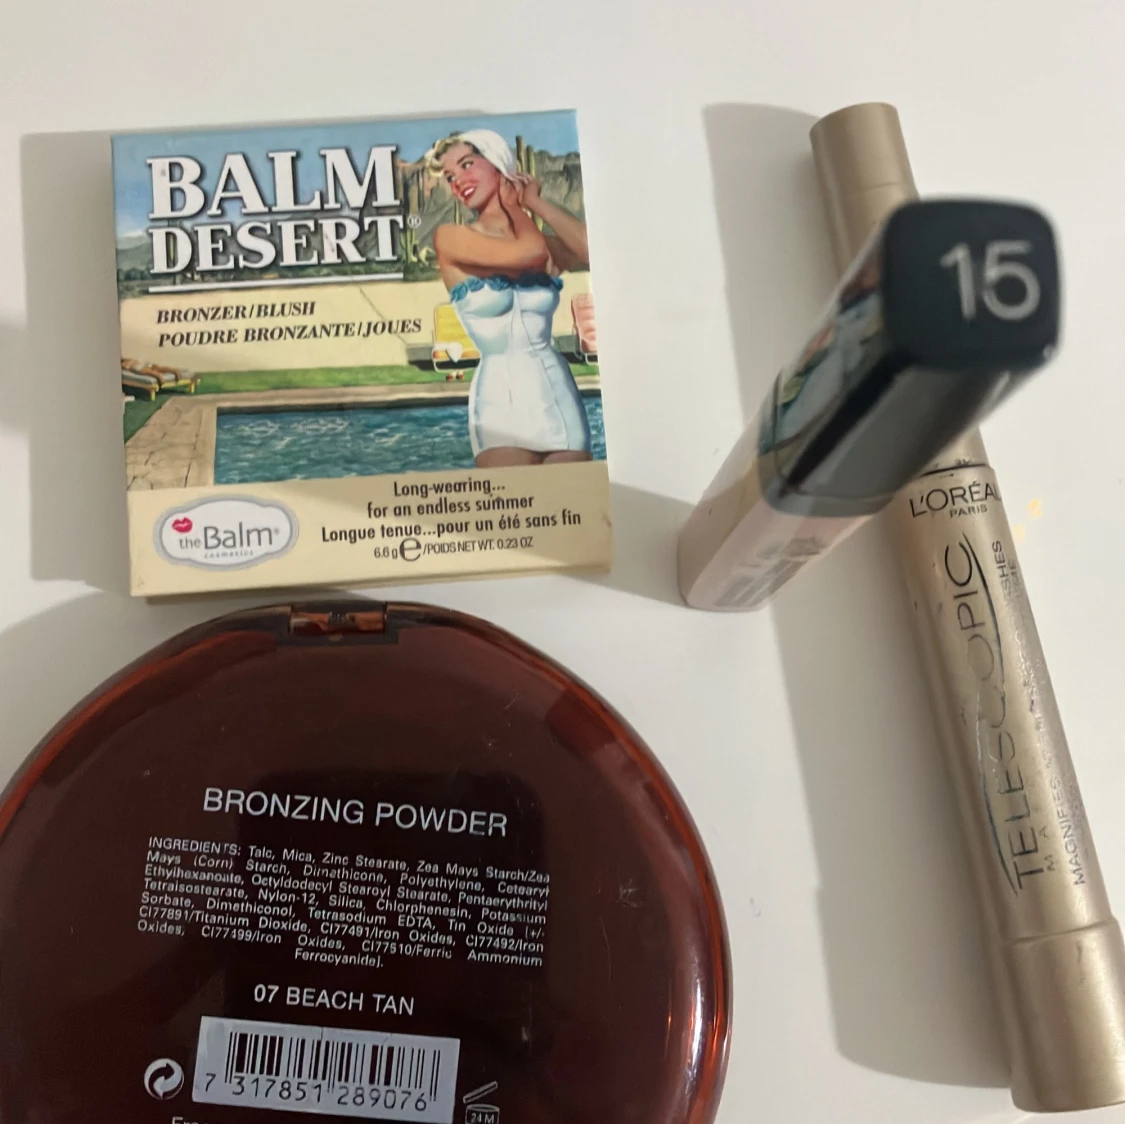 BALM
DESERT®
BRONZER/BLUSH
POUDRE BRONZANTE/JOUES
Long-wearing...
for an endless summer
Longue tenue...pour un été sans fin
6.6 g e/POIDS NET WT. 0.23 OZ
theBalm®
cosmetics
15
L'ORÉAL
PARIS
TELESCOPIC
BRONZING POWDER
INGREDIENTS: Talc, Mica, Zinc Stearate, Zea Mays Starch/Zea
Mays (Corn) Starch, Dimethicone, Polyethylene, Cetearyl
Ethylhexanoate, Octyldodecyl Stearoyl Stearate, Pentaerythrityl
Tetraisostearate, Nylon-12, Silica, Chlorphenesin, Potassium
Sorbate, Dimethiconol, Tetrasodium EDTA, Tin Oxide [+/-
CI77891/Titanium Dioxide, CI77491/Iron Oxides, CI77492/Iron
Oxides, CI77499/Iron Oxides, CI77510/Ferric Ammonium
Ferrocyanide].
07 BEACH TAN
7 317851 289076
24 M